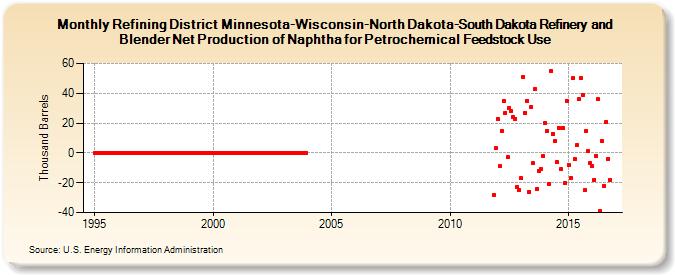 Monthly Refining District Minnesota-Wisconsin-North Dakota-South Dakota Refinery and
Blender Net Production of Naphtha for Petrochemical Feedstock Use
Thousand Barrels
60
40
20
0
-20
-40
1995
2000
2005
2010
2015
Source: U.S. Energy Information Administration